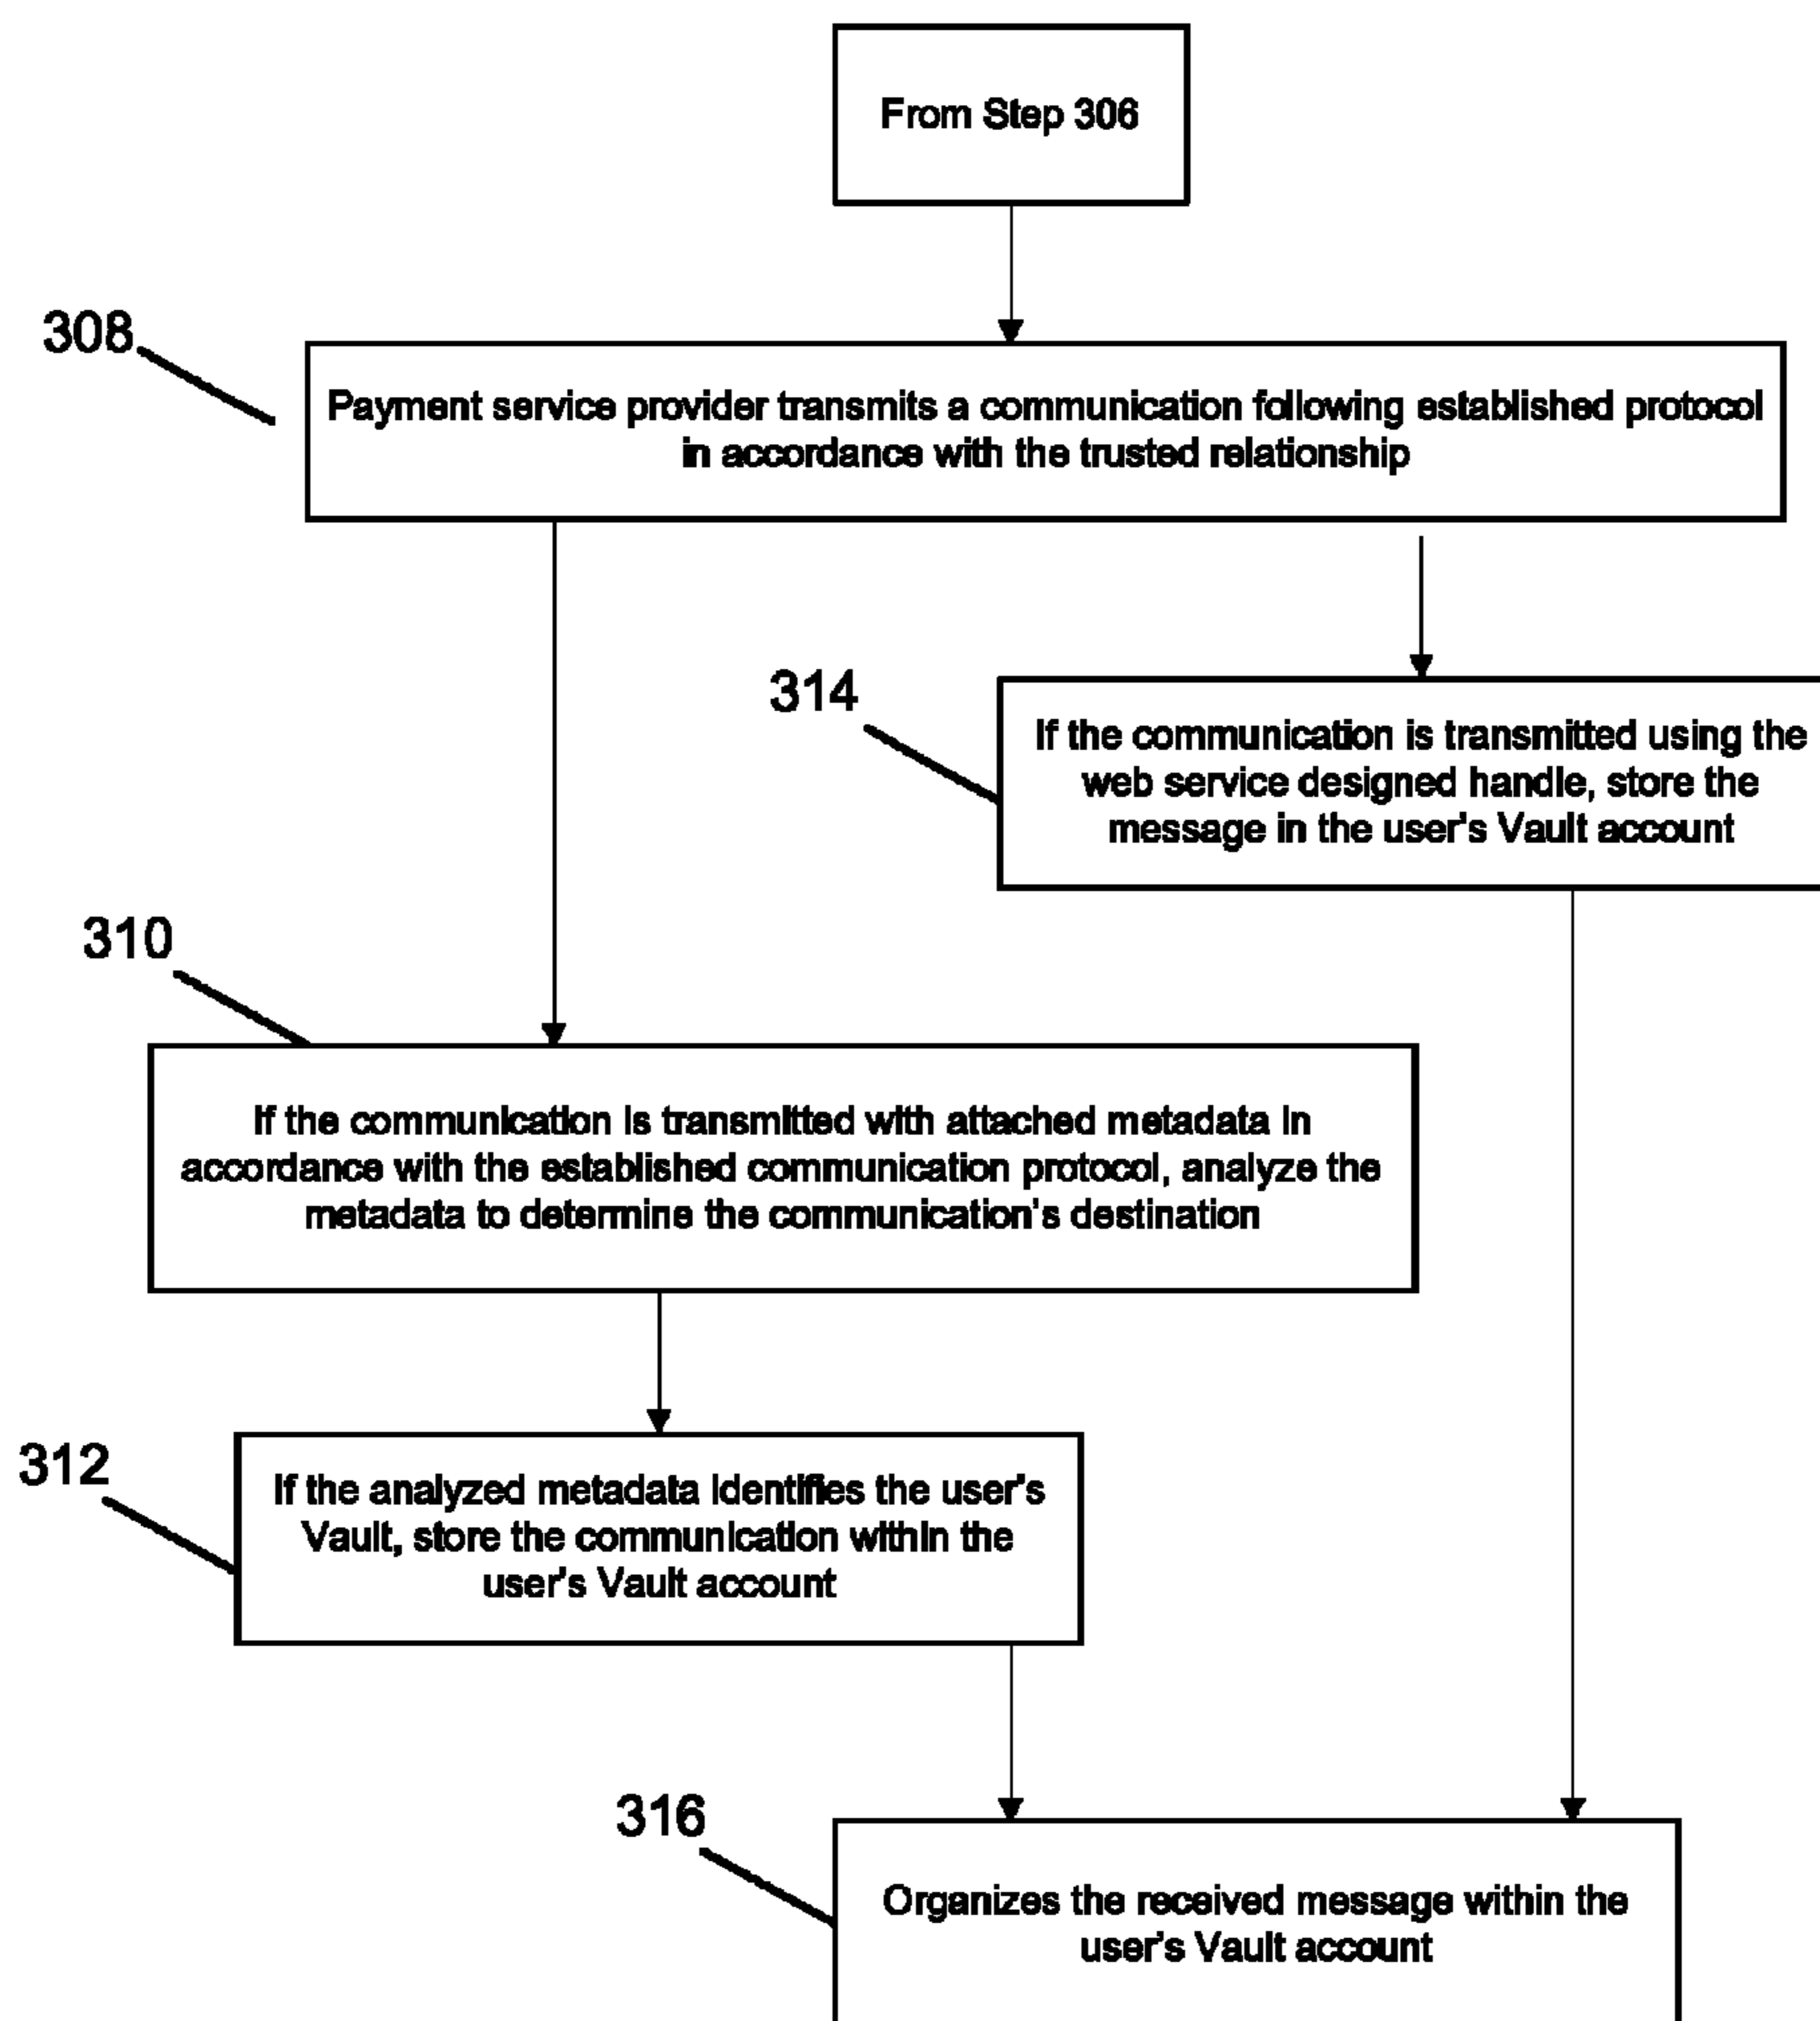 From Step 306
308
Payment service provider transmits a communication following established protocol
in accordance with the trusted relationship
314
If the communication is transmitted using the
web service designed handle, store the
message in the user's Vault account
310
If the communication is transmitted with attached metadata in
accordance with the established communication protocol, analyze the
metadata to determine the communication's destination
312
If the analyzed metadata identifies the user's
Vault, store the communication within the
user's Vault account
316
Organizes the received message within the
user's Vault account